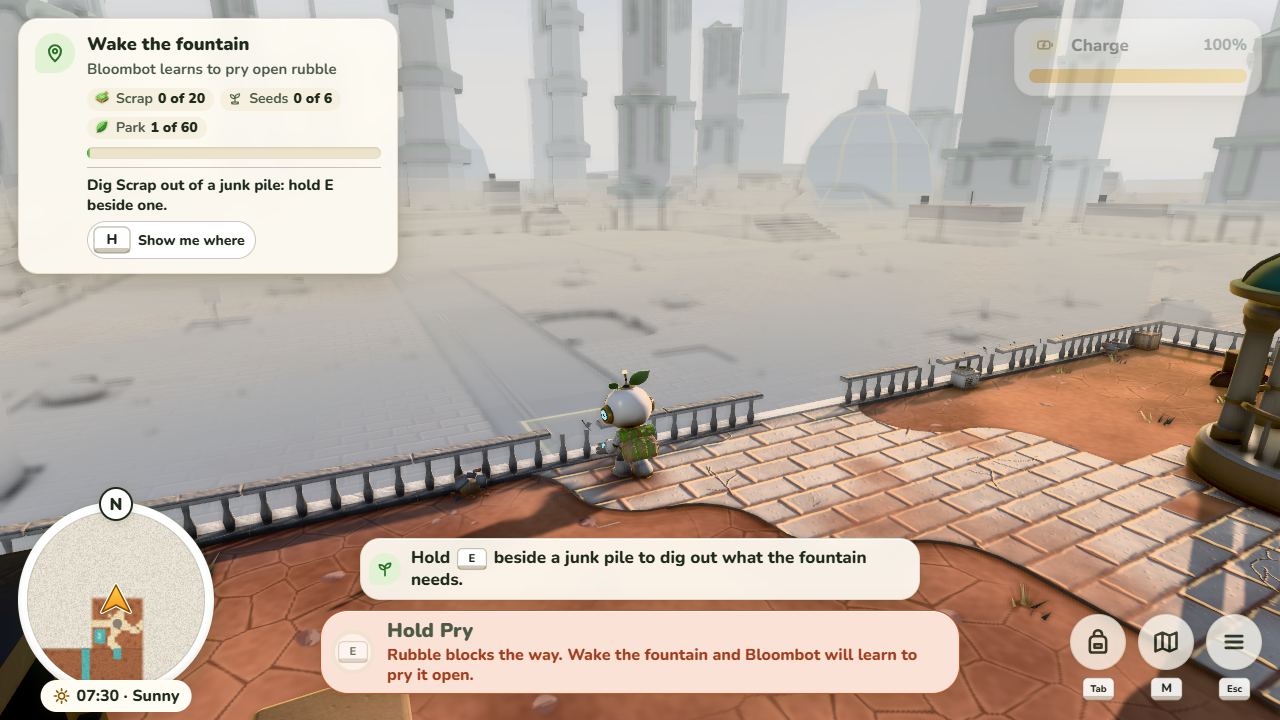 Wake the fountain
Bloombot learns to pry open rubble
Scrap 0 of 20
Seeds 0 of 6
Park 1 of 60
Dig Scrap out of a junk pile: hold E
beside one.
H Show me where
Charge 100%
N
07:30 · Sunny
Hold E beside a junk pile to dig out what the fountain
needs.
Hold Pry
E
Rubble blocks the way. Wake the fountain and Bloombot will learn to
pry it open.
Tab
M
Esc